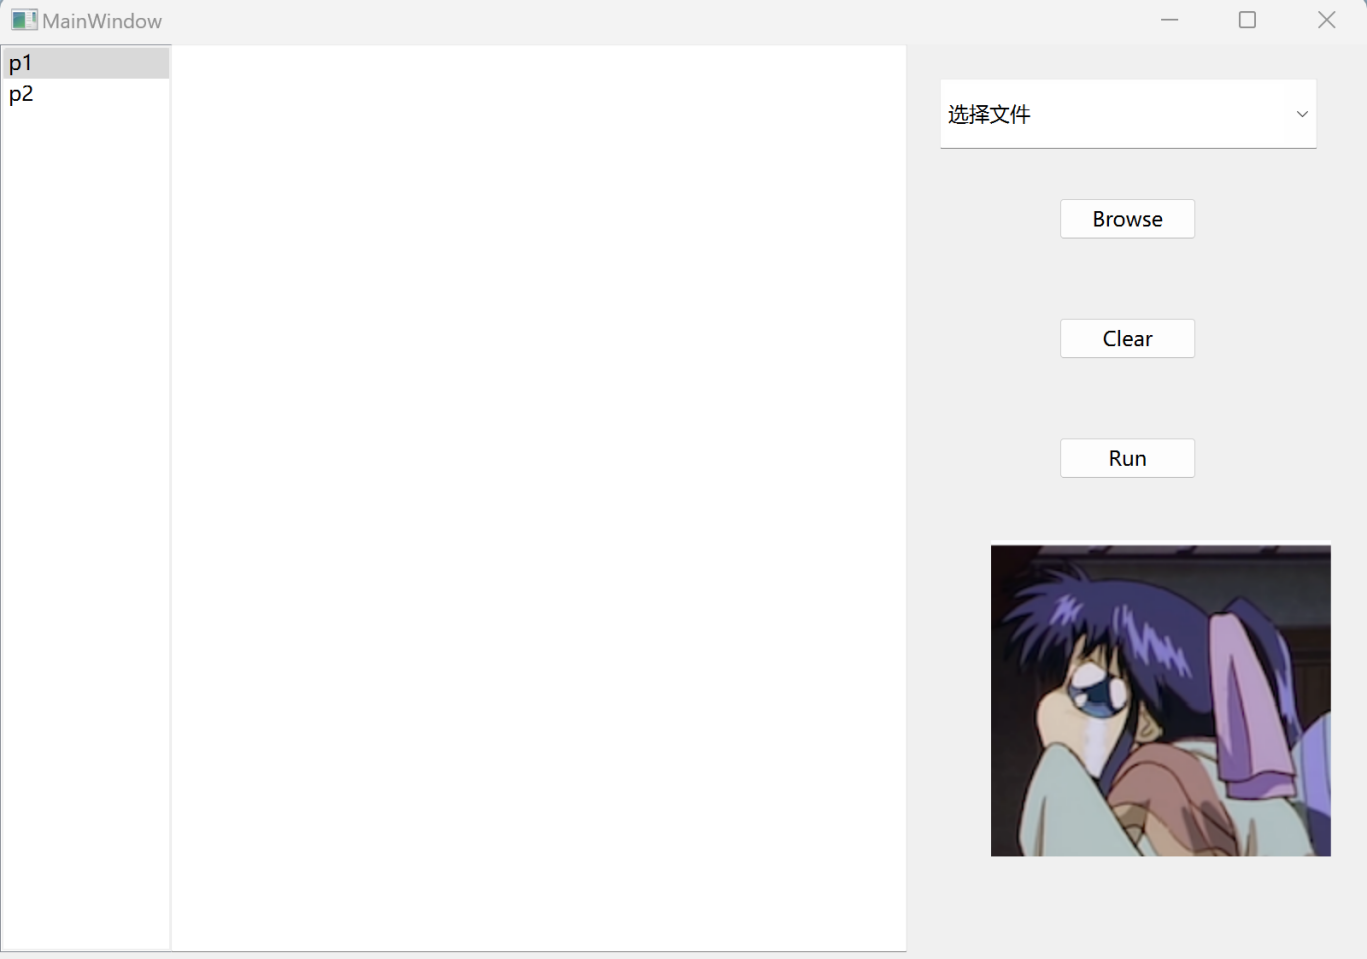 MainWindow
p1
p2
选择文件
Browse
Clear
Run